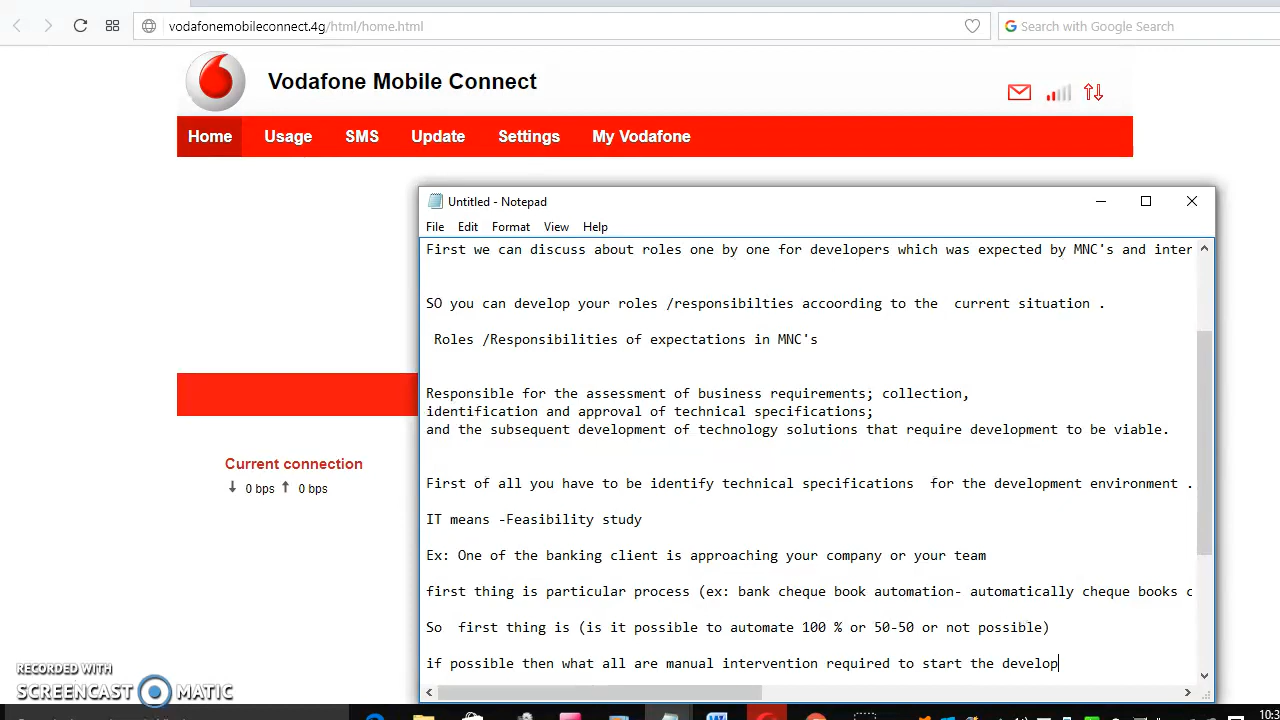 vodafonemobileconnect.4g/html/home.html
Search with Google
Vodafone Mobile Connect
Home Usage SMS Update Settings My Vodafone
Untitled - Notepad
File Edit Format View Help
First we can discuss about roles one by one for developers which was expected by MNC's and inter
SO you can develop your roles /responsibilties accoording to the current situation .
Roles /Responsibilities of expectations in MNC's
Responsible for the assessment of business requirements; collection,
identification and approval of technical specifications;
and the subsequent development of technology solutions that require development to be viable.
Current connection
0 bps 0 bps
First of all you have to be identify technical specifications for the development environment .
IT means -Feasibility study
Ex: One of the banking client is approaching your company or your team
first thing is particular process (ex: bank cheque book automation- automatically cheque books c
So first thing is (is it possible to automate 100 % or 50-50 or not possible)
if possible then what all are manual intervention required to start the develop
RECORDED WITH
SCREENCAST MATIC
10:3